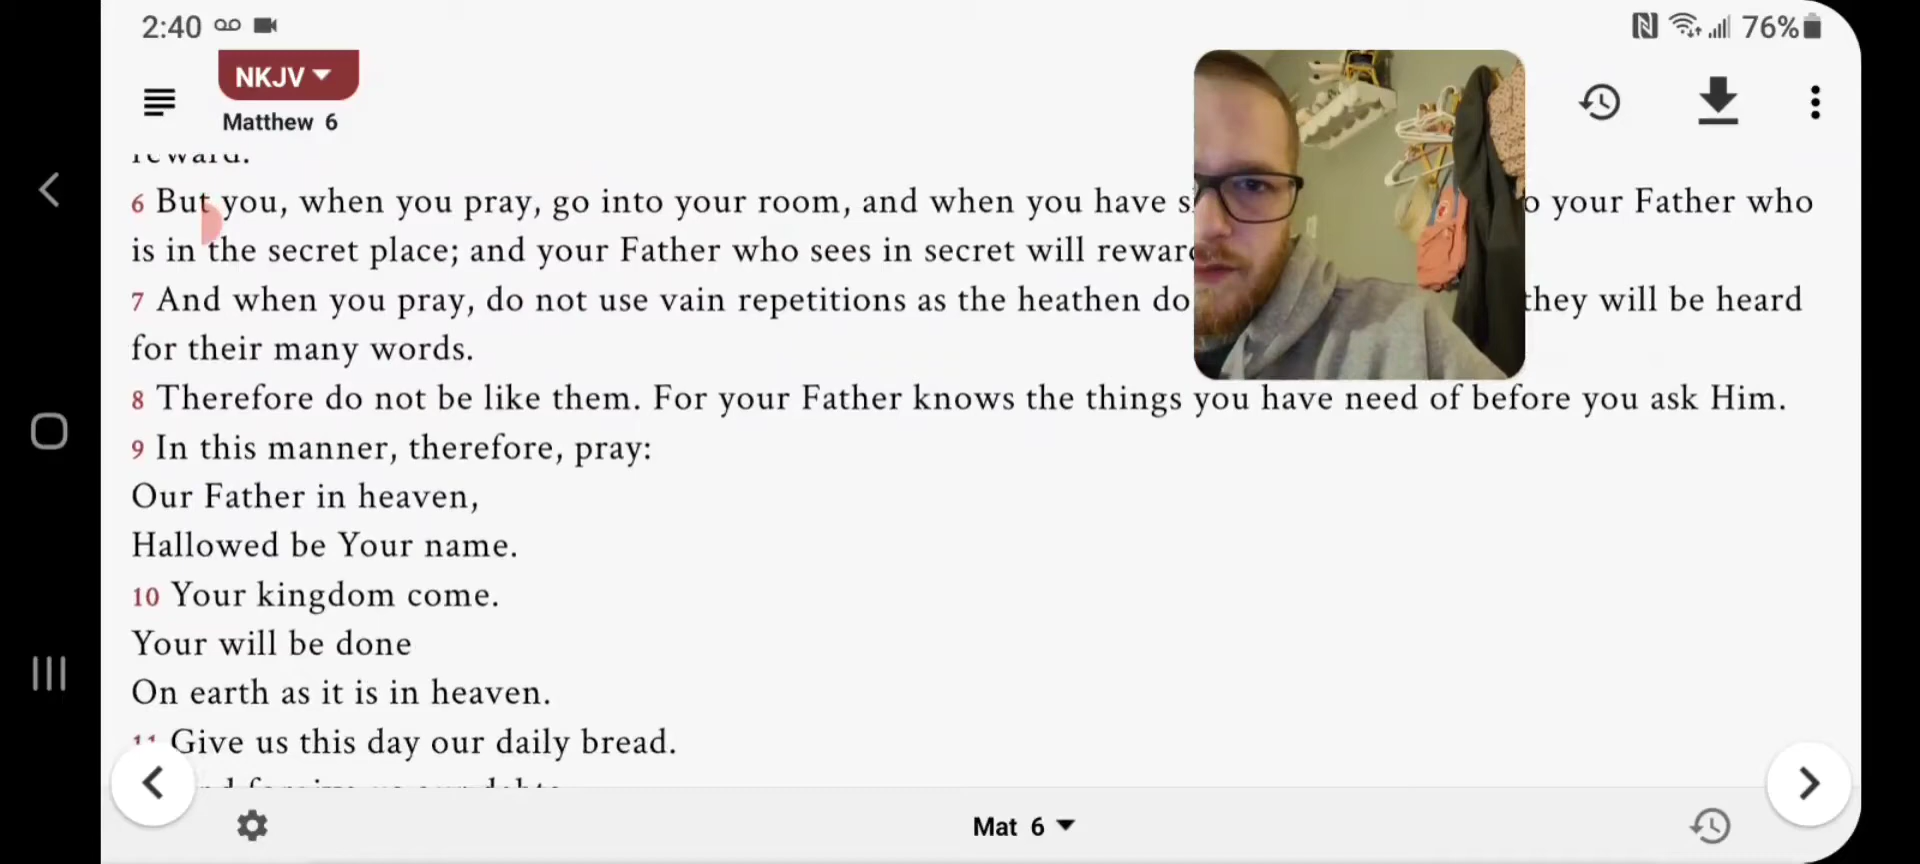 2:40 76%
NKJV
Matthew 6
reward.
6 But you, when you pray, go into your room, and when you have your Father who
is in the secret place; and your Father who sees in secret will
7 And when you pray, do not use vain repetitions as the heathen do they will be heard
for their many words.
8 Therefore do not be like them. For your Father knows the things you have need of before you ask Him.
9 In this manner, therefore, pray:
Our Father in heaven,
Hallowed be Your name.
10 Your kingdom come.
Your will be done
On earth as it is in heaven.
11 Give us this day our daily bread.
Mat 6